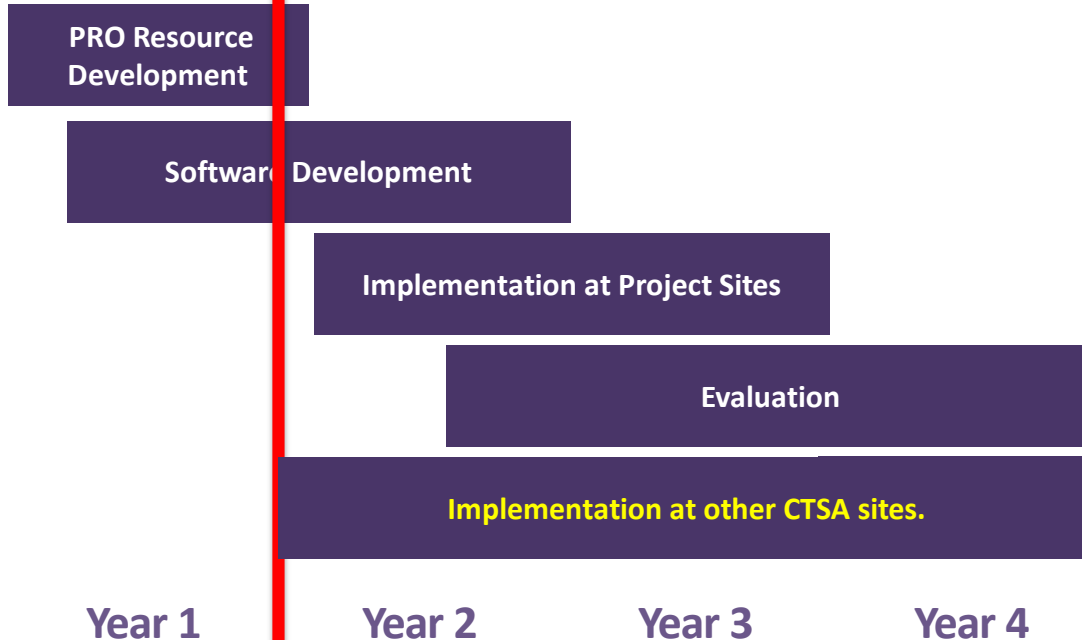 PRO Resource
Development
Software Development
Implementation at Project Sites
Evaluation
Implementation at other CTSA sites.
Year 1 Year 2 Year 3 Year 4